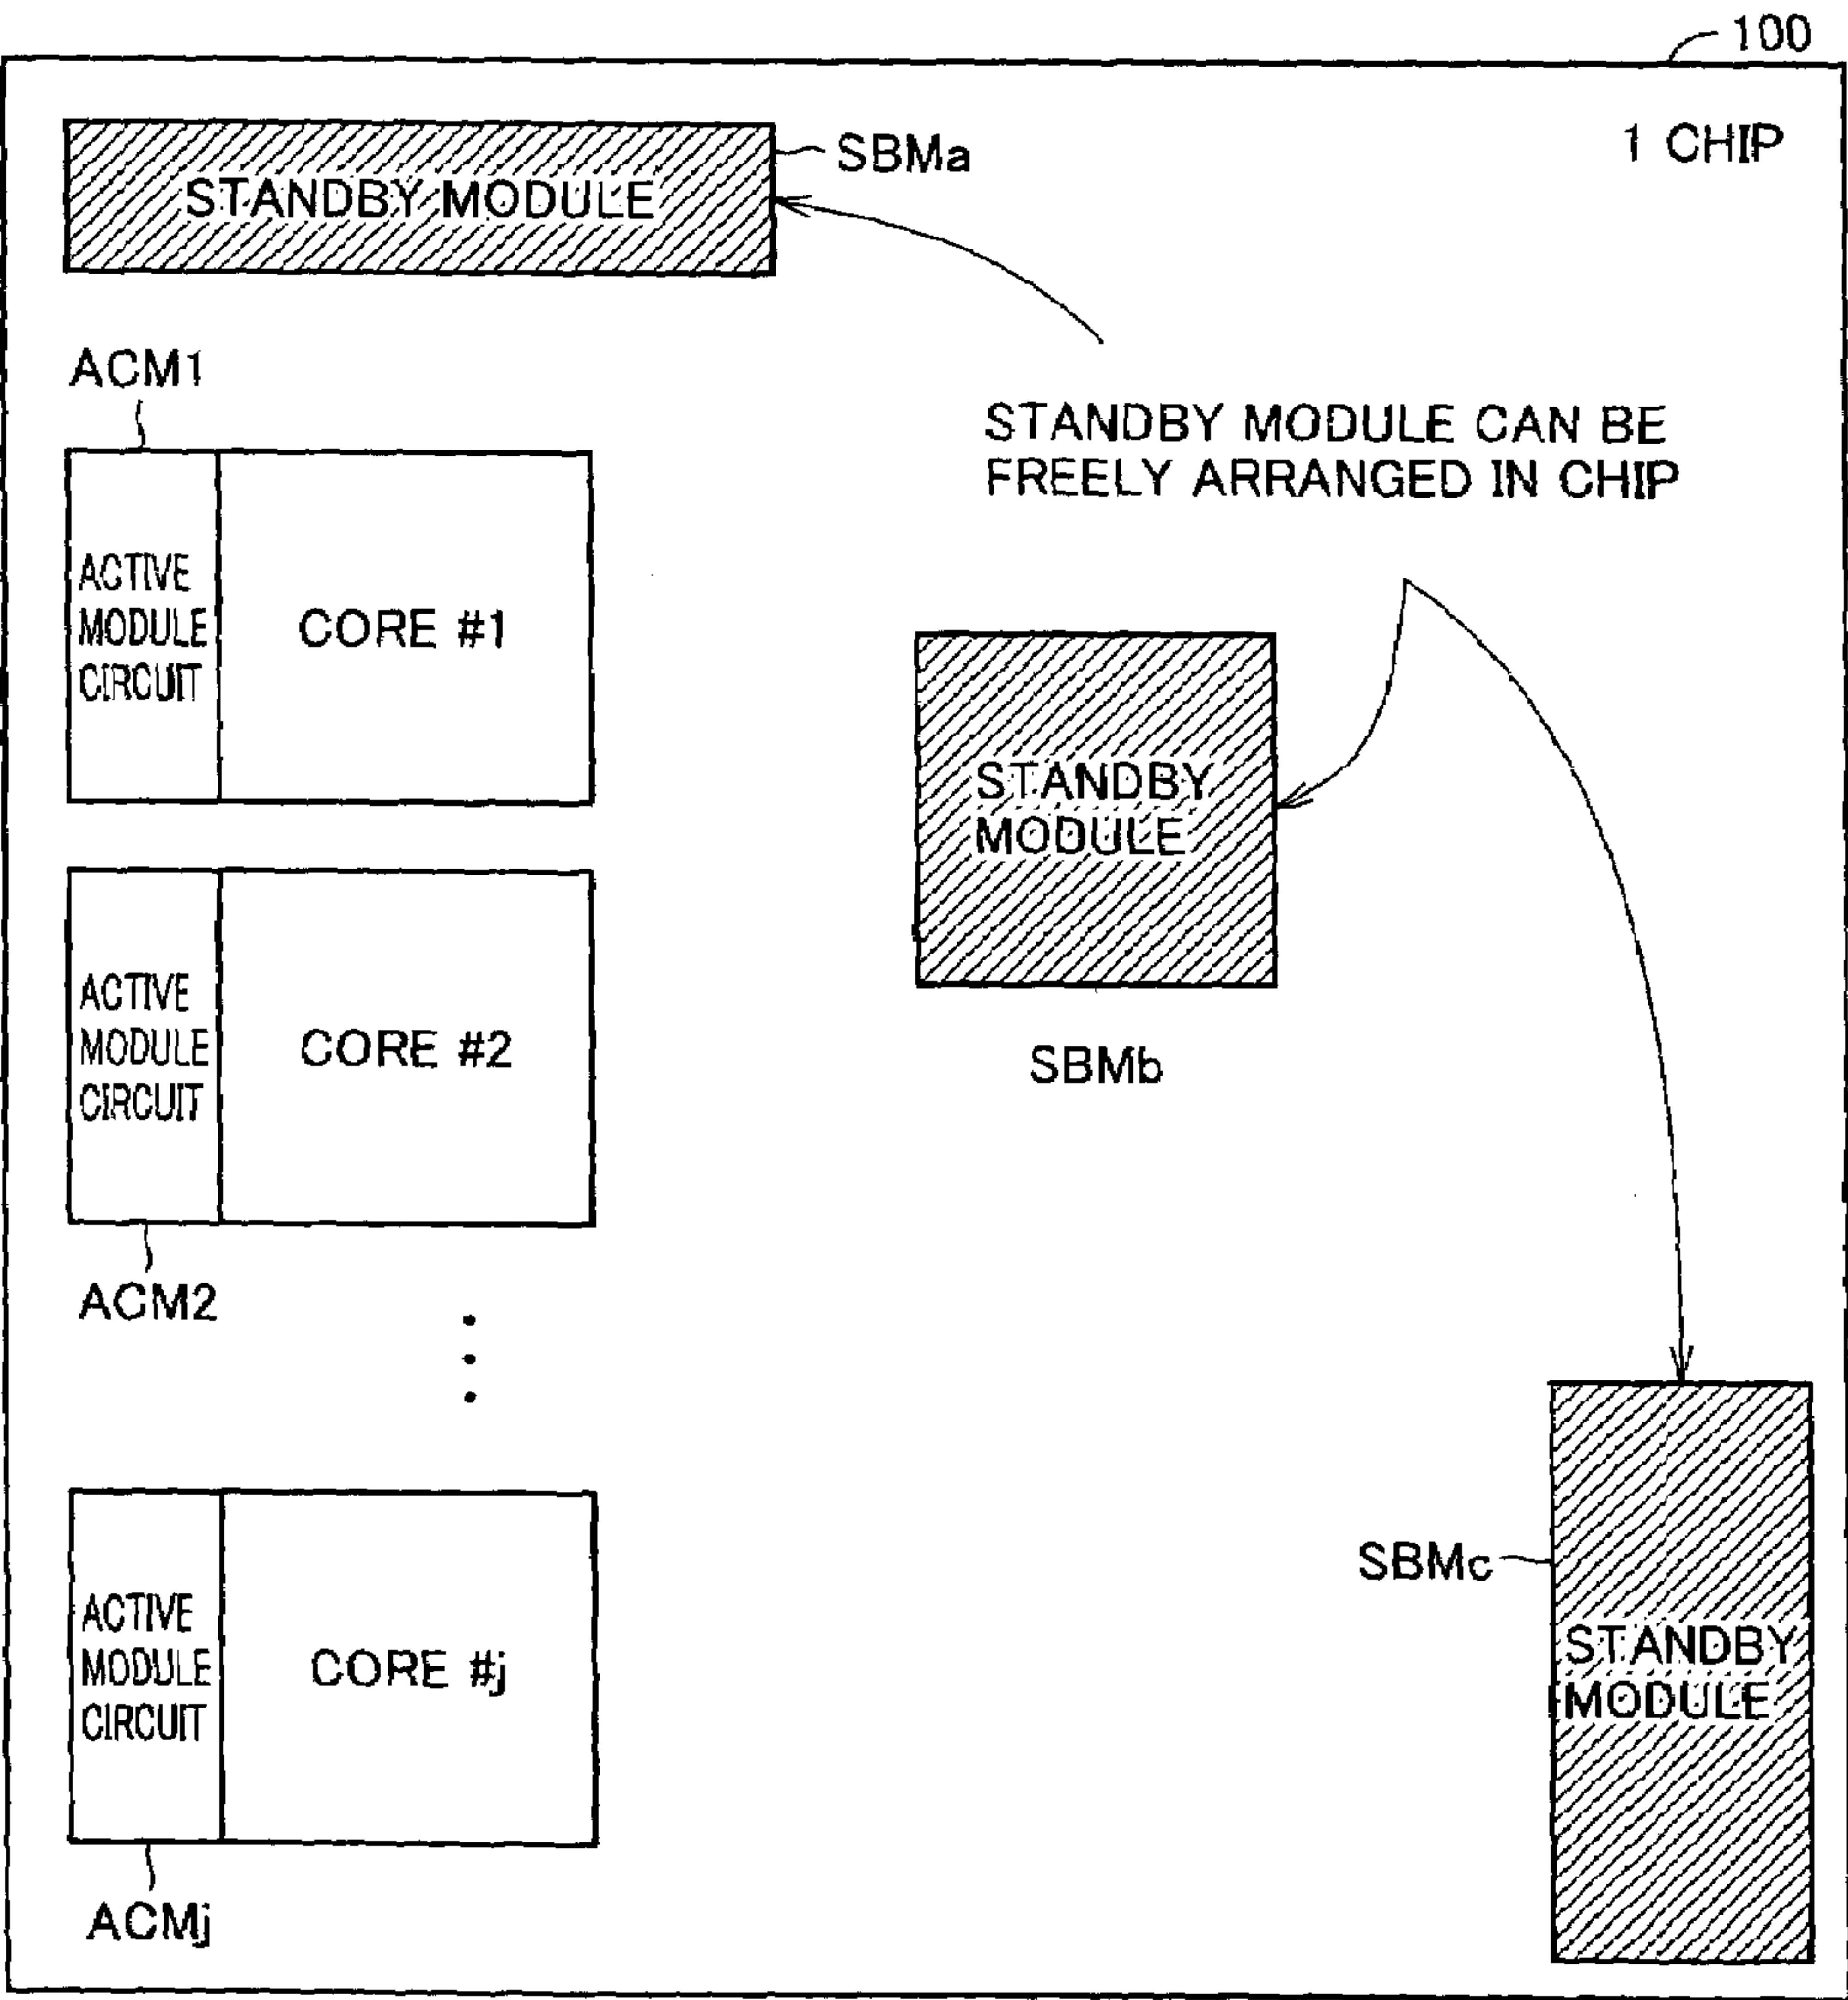 100
1 CHIP
SBMa
STANDBY MODULE
ACM1
STANDBY MODULE CAN BE
FREELY ARRANGED IN CHIP
ACTIVE
MODULE
CIRCUIT
CORE #1
STANDBY
MODULE
SBMb
ACTIVE
MODULE
CIRCUIT
CORE #2
ACM2
SBMc
STANDBY
MODULE
ACTIVE
MODULE
CIRCUIT
CORE #j
ACMj